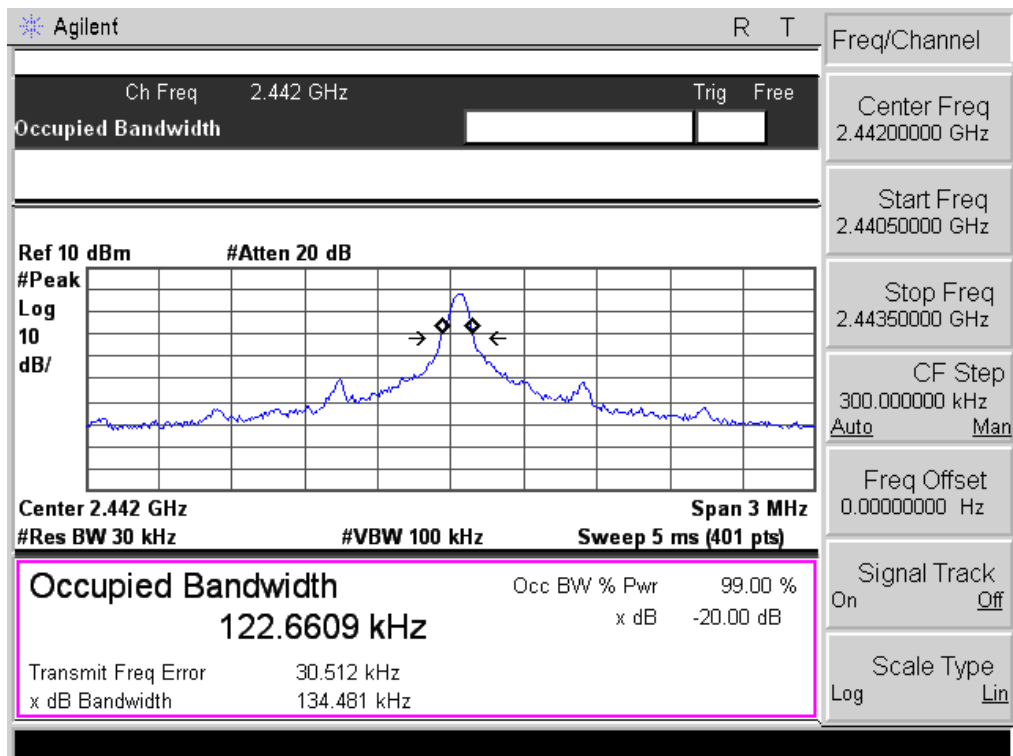 Agilent R T
Ch Freq 2.442 GHz Trig Free
Occupied Bandwidth
Ref 10 dBm #Atten 20 dB
#Peak
Log
10
dB/
Center 2.442 GHz Span 3 MHz
#Res BW 30 kHz #VBW 100 kHz Sweep 5 ms (401 pts)
Occupied Bandwidth Occ BW % Pwr 99.00 %
122.6609 kHz x dB -20.00 dB
Transmit Freq Error 30.512 kHz
x dB Bandwidth 134.481 kHz
Freq/Channel
Center Freq
2.44200000 GHz
Start Freq
2.44050000 GHz
Stop Freq
2.44350000 GHz
CF Step
300.000000 kHz
Auto Man
Freq Offset
0.00000000 Hz
Signal Track
On Off
Scale Type
Log Lin